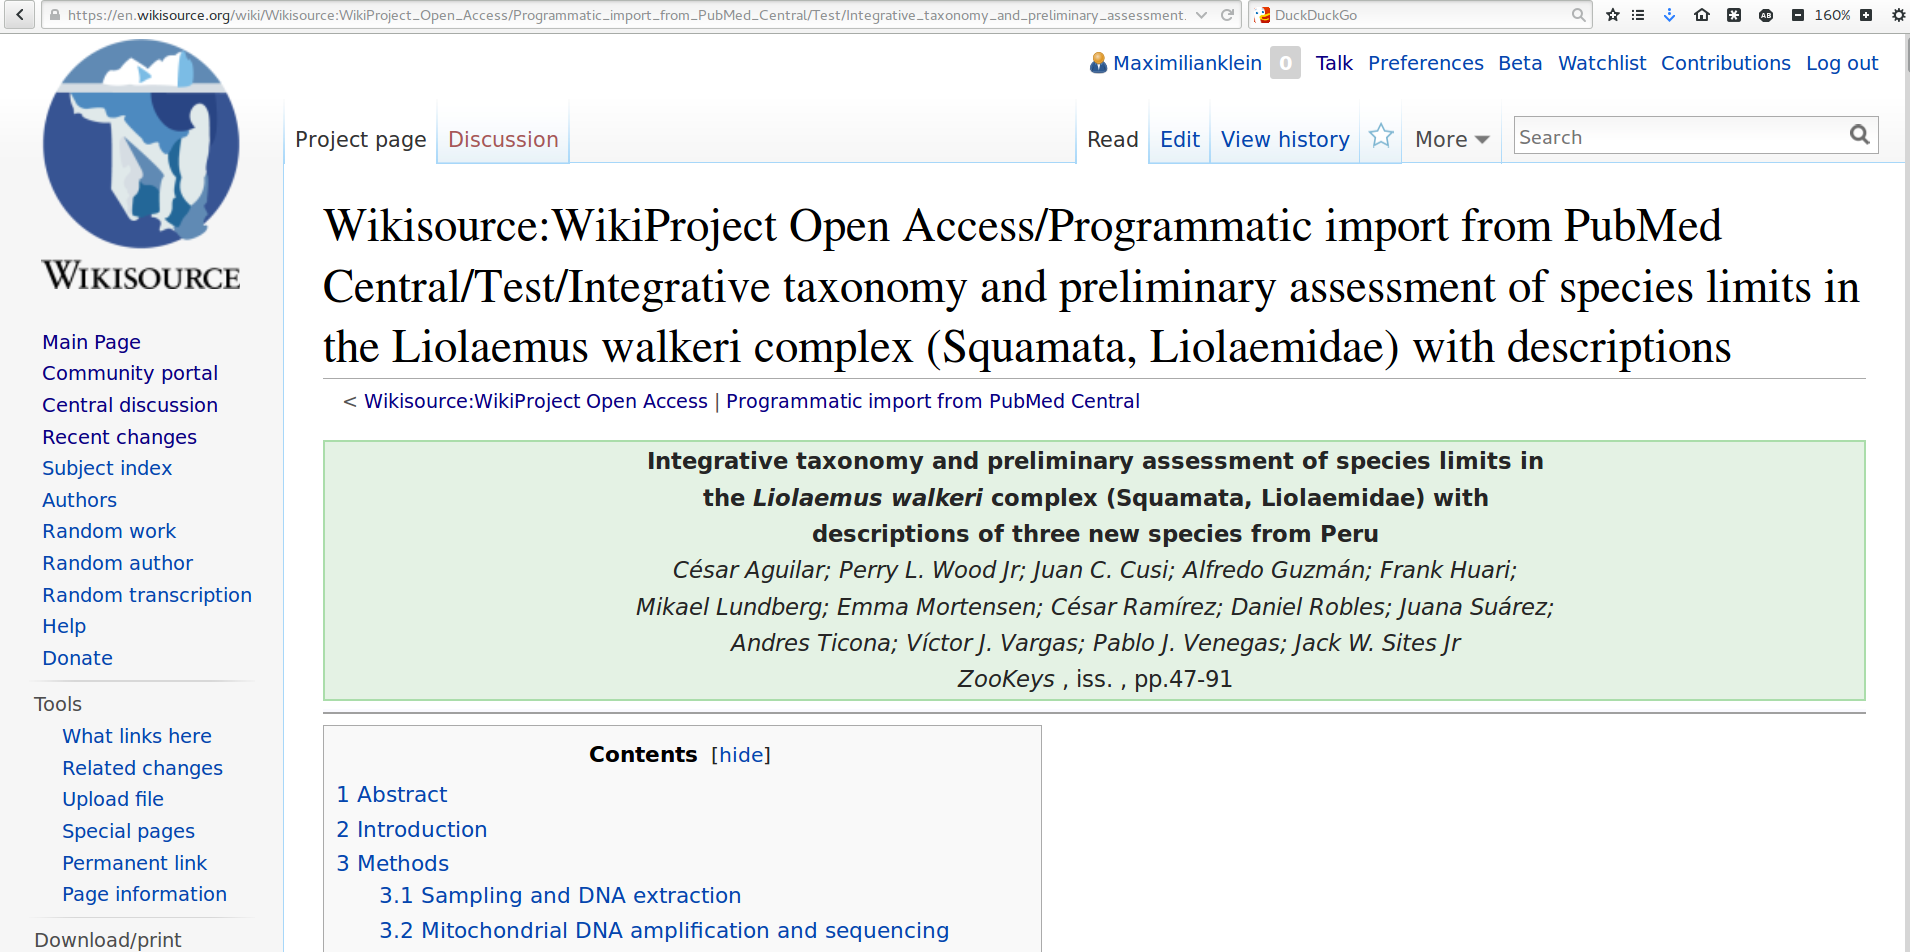 https://en.wikisource.org/wiki/Wikisource:WikiProject_Open_Access/Programmatic_import_from_PubMed_Central/Test/Integrative_taxonomy_and_preliminary_assessment.
DuckDuckGo
AB
160%
Maximilianklein 0 Talk Preferences Beta Watchlist Contributions Log out
Project page Discussion Read Edit View history More Search
WIKISOURCE
Main Page
Community portal
Central discussion
Recent changes
Subject index
Authors
Random work
Random author
Random transcription
Help
Donate
Tools
What links here
Related changes
Upload file
Special pages
Permanent link
Page information
Download/print
Wikisource:WikiProject Open Access/Programmatic import from PubMed
Central/Test/Integrative taxonomy and preliminary assessment of species limits in
the Liolaemus walkeri complex (Squamata, Liolaemidae) with descriptions
< Wikisource:WikiProject Open Access | Programmatic import from PubMed Central
Integrative taxonomy and preliminary assessment of species limits in
the Liolaemus walkeri complex (Squamata, Liolaemidae) with
descriptions of three new species from Peru
César Aguilar; Perry L. Wood Jr; Juan C. Cusi; Alfredo Guzmán; Frank Huari;
Mikael Lundberg; Emma Mortensen; César Ramírez; Daniel Robles; Juana Suárez;
Andres Ticona; Víctor J. Vargas; Pablo J. Venegas; Jack W. Sites Jr
ZooKeys , iss. , pp.47-91
Contents [hide]
1 Abstract
2 Introduction
3 Methods
3.1 Sampling and DNA extraction
3.2 Mitochondrial DNA amplification and sequencing